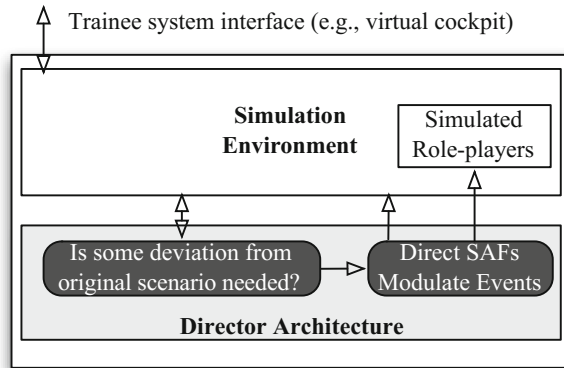 Trainee system interface (e.g., virtual cockpit)
Simulation
Environment
Simulated
Role-players
Is some deviation from
original scenario needed?
Direct SAFs
Modulate Events
Director Architecture